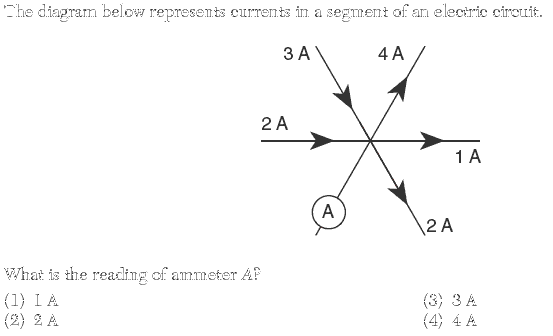 The diagram below represents currents in a segment of an electric circuit.
3 A 4 A
2 A
1 A
A
2 A
What is the reading of ammeter A?
(1) 1 A (3) 3 A
(2) 2 A (4) 4 A